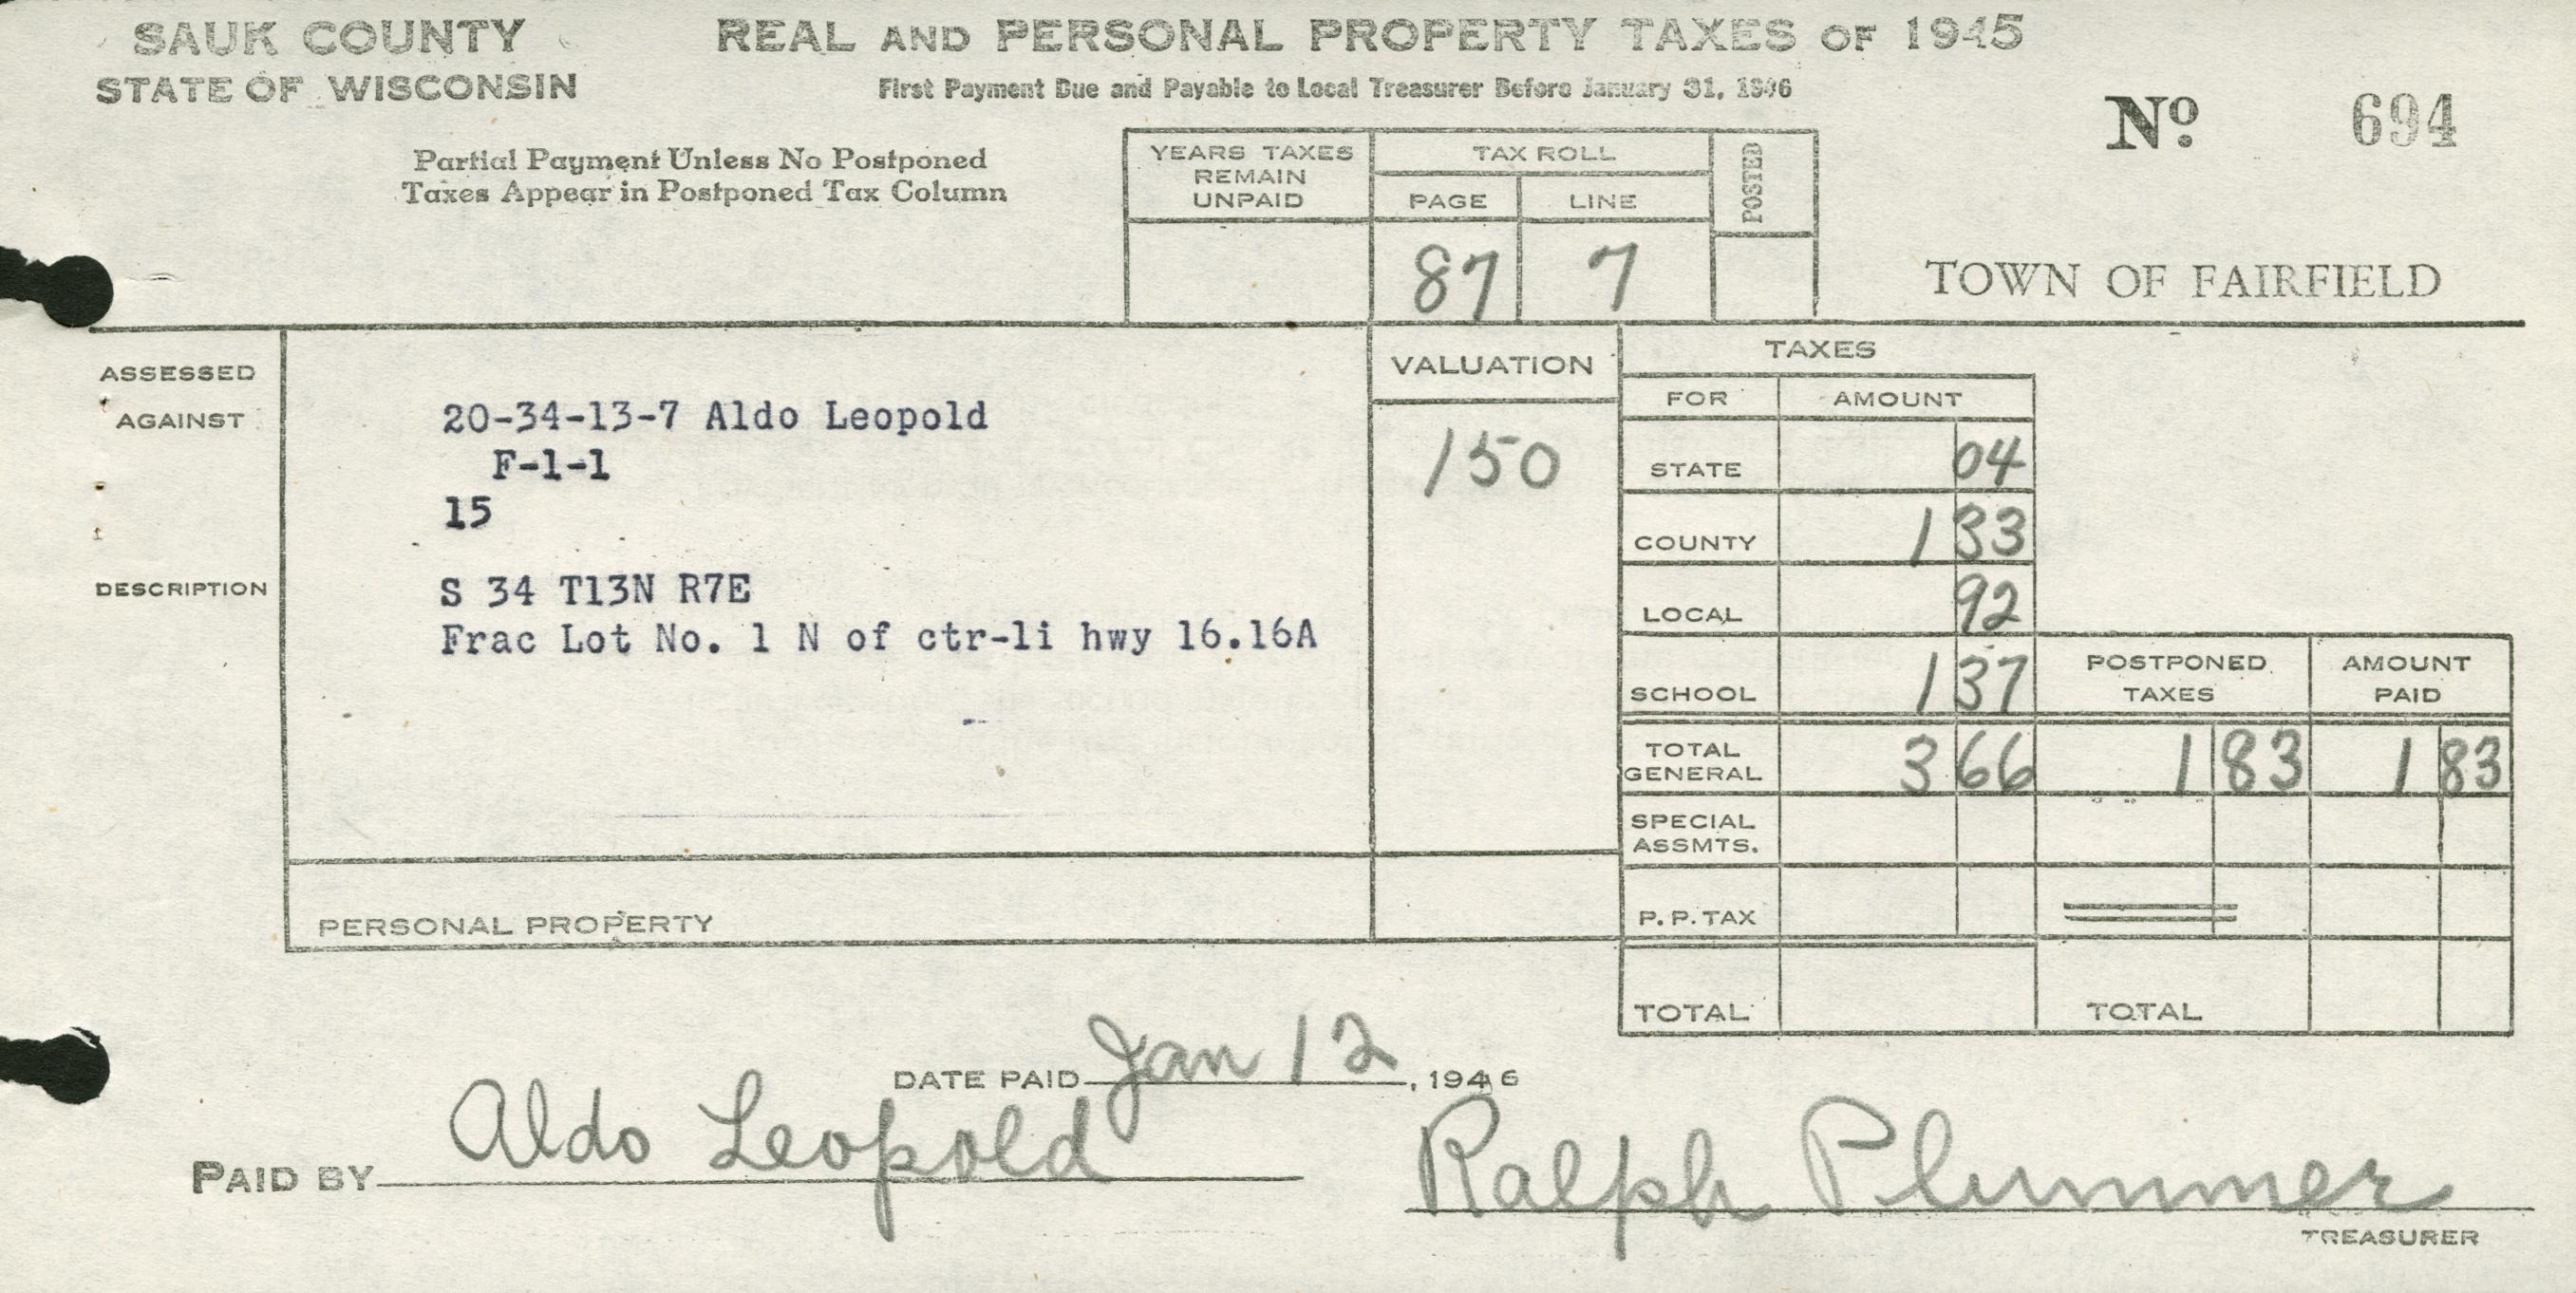 SAUK COUNTY
STATE OF WISCONSIN
REAL AND PERSONAL PROPERTY TAXES OF 1945
First Payment Due and Payable to Local Treasurer Before January 31, 1946
Nº 694
Partial Payment Unless No Postponed
Taxes Appear in Postponed Tax Column
YEARS TAXES
REMAIN
UNPAID
TAX ROLL
PAGE LINE
POSTED
87 7
TOWN OF FAIRFIELD
ASSESSED
AGAINST
20-34-13-7 Aldo Leopold
F-1-1
15
DESCRIPTION
S 34 T13N R7E
Frac Lot No. 1 N of ctr-li hwy 16.16A
PERSONAL PROPERTY
VALUATION
150
TAXES
FOR AMOUNT
STATE 04
COUNTY 1 33
LOCAL 92
SCHOOL 1 37
POSTPONED
TAXES
AMOUNT
PAID
TOTAL
GENERAL 3 66 1 83 1 83
SPECIAL
ASSMTS.
P. P. TAX
TOTAL TOTAL
DATE PAID Jan 12, 1946
PAID BY Aldo Leopold
Ralph Plummer
TREASURER